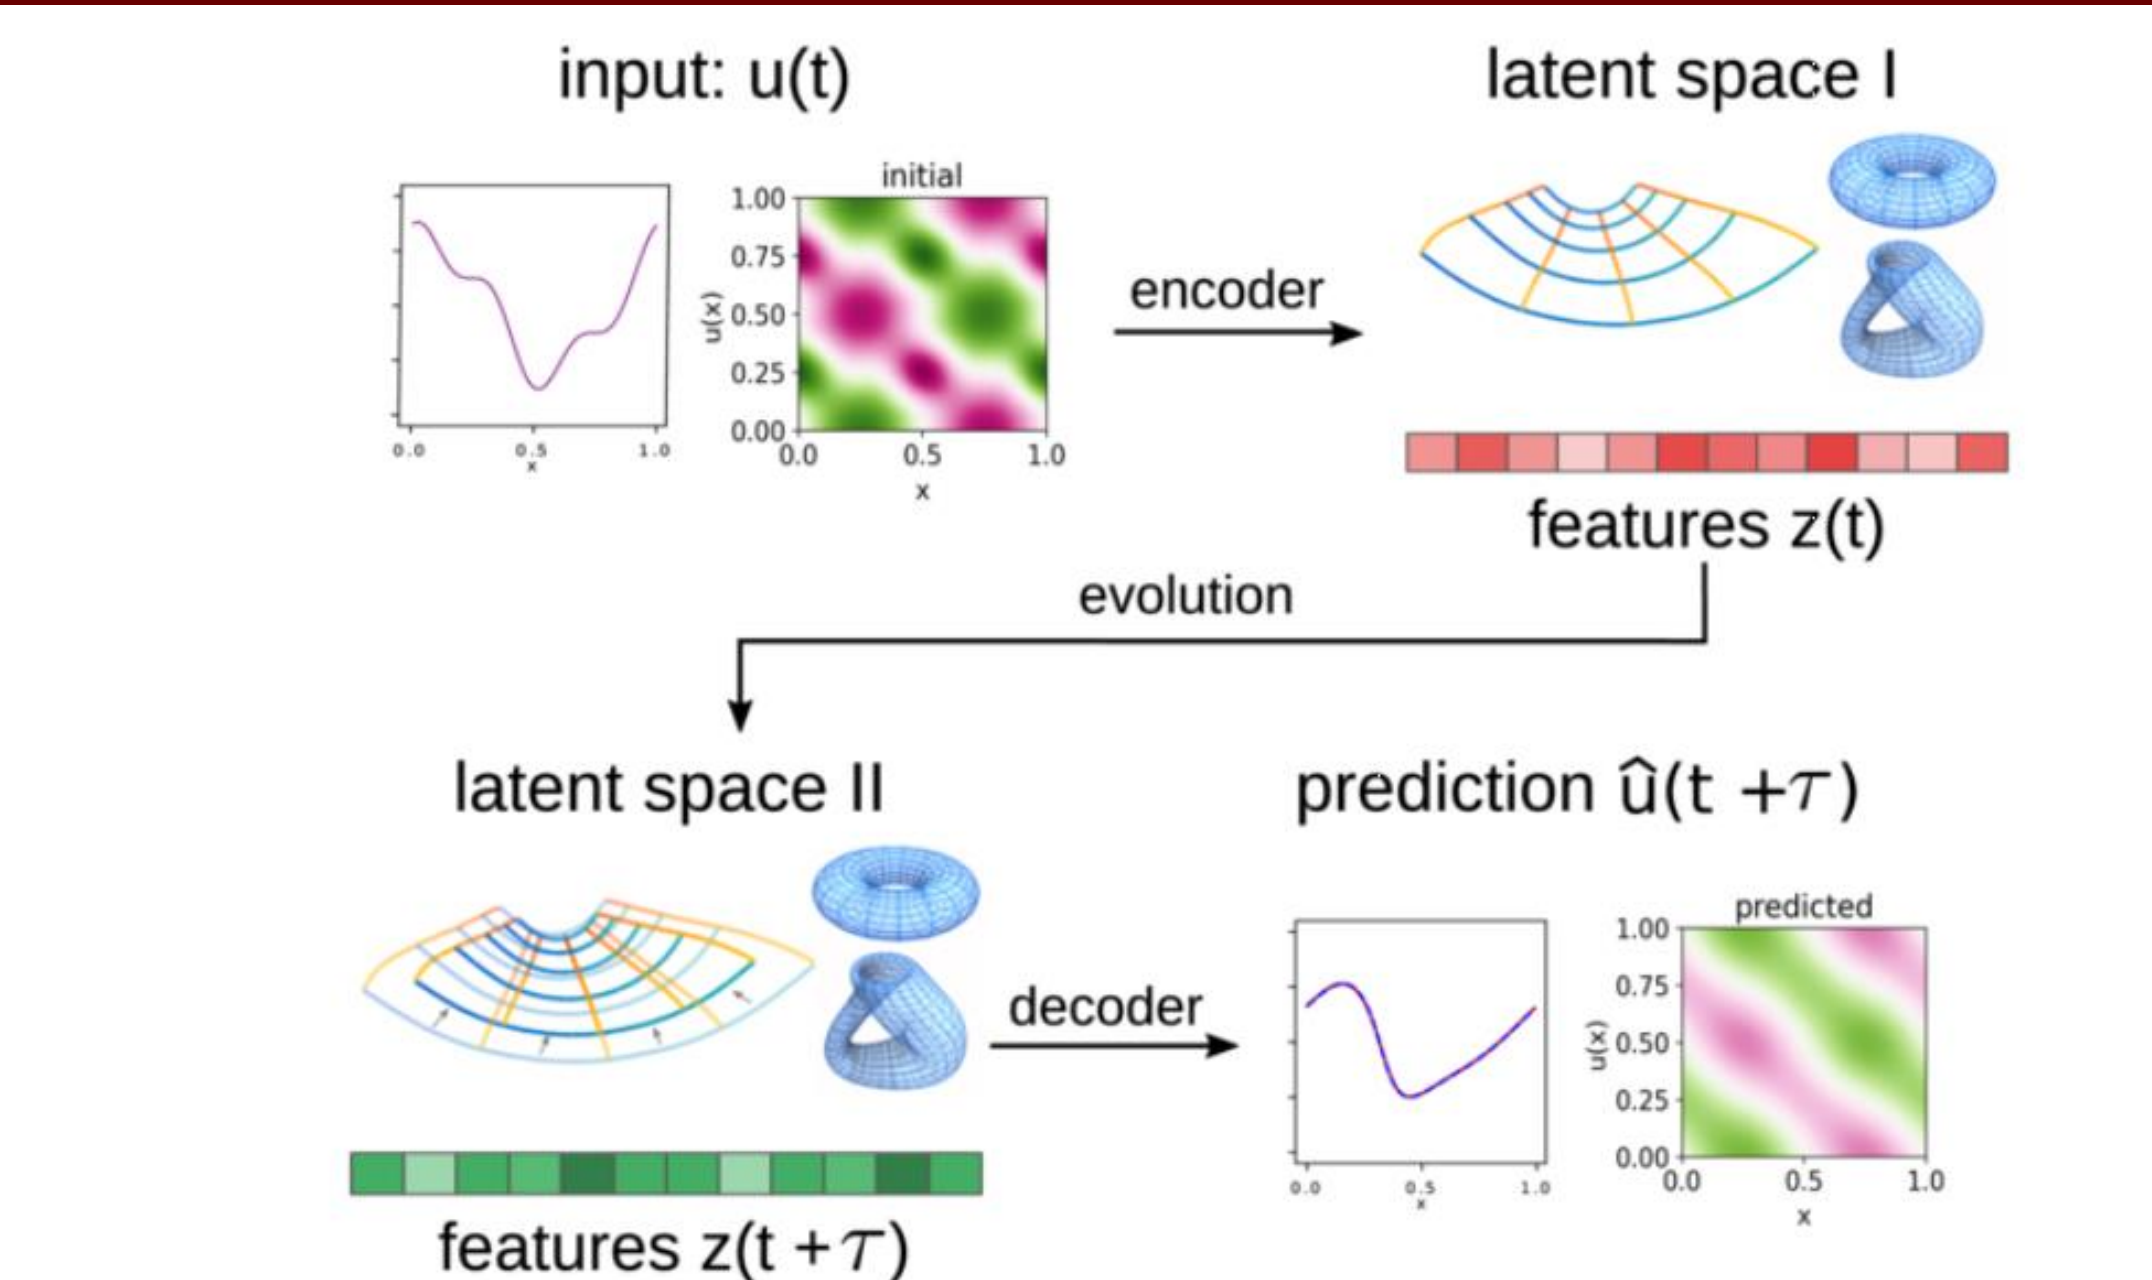 input: u(t)
latent space I
initial
1.00
0.75
0.50
0.25
0.00
u(x)
0.0 0.5 1.0
x
0.0 0.5 1.0
x
encoder
features z(t)
evolution
latent space II
prediction û(t +τ)
predicted
1.00
0.75
0.50
0.25
0.00
u(x)
decoder
0.0 0.5 1.0
x
0.0 0.5 1.0
x
features z(t +τ)